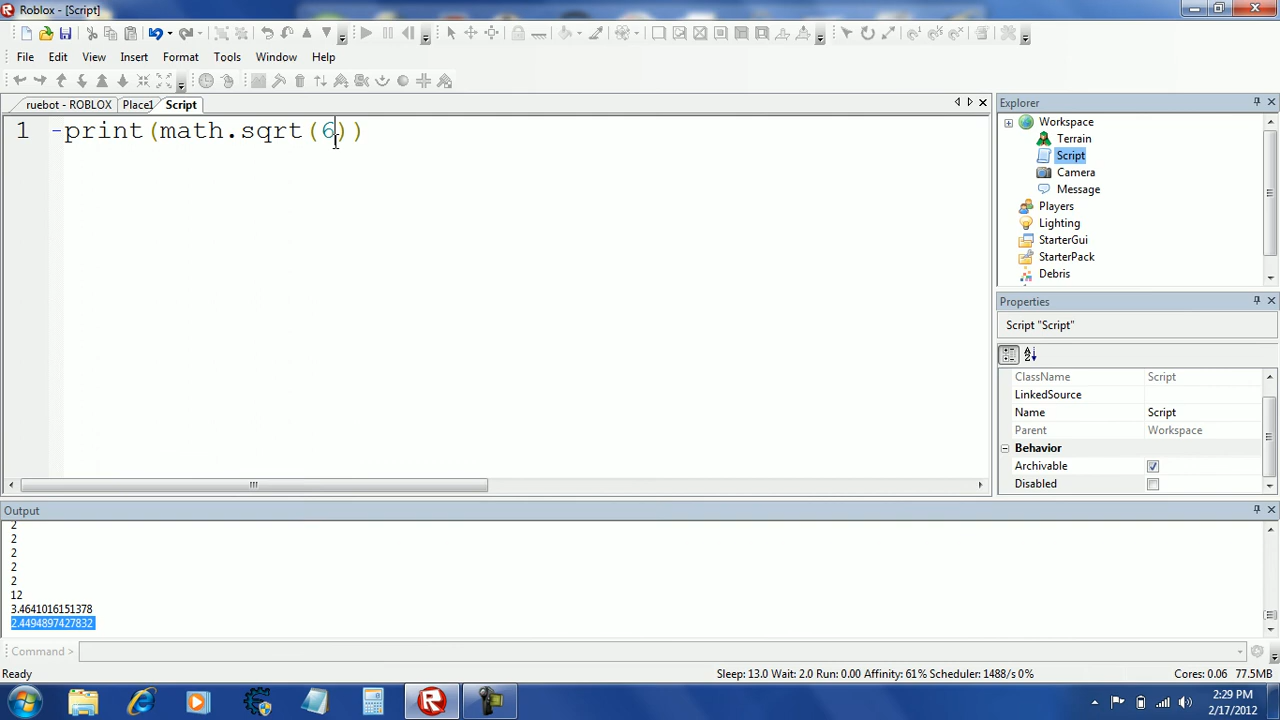 Roblox - [Script]
File Edit View Insert Format Tools Window Help
ruebot - ROBLOX Place1 Script
1 -print(math.sqrt(6))
Explorer
Workspace
Terrain
Script
Camera
Message
Players
Lighting
StarterGui
StarterPack
Debris
Properties
Script "Script"
ClassName Script
LinkedSource
Name Script
Parent Workspace
Behavior
Archivable
Disabled
Output
2
2
2
2
2
12
3.4641016151378
2.4494897427832
Command >
Ready Sleep: 13.0 Wait: 2.0 Run: 0.00 Affinity: 61% Scheduler: 1488/s 0% Cores: 0.06 77.5MB
2:29 PM
2/17/2012